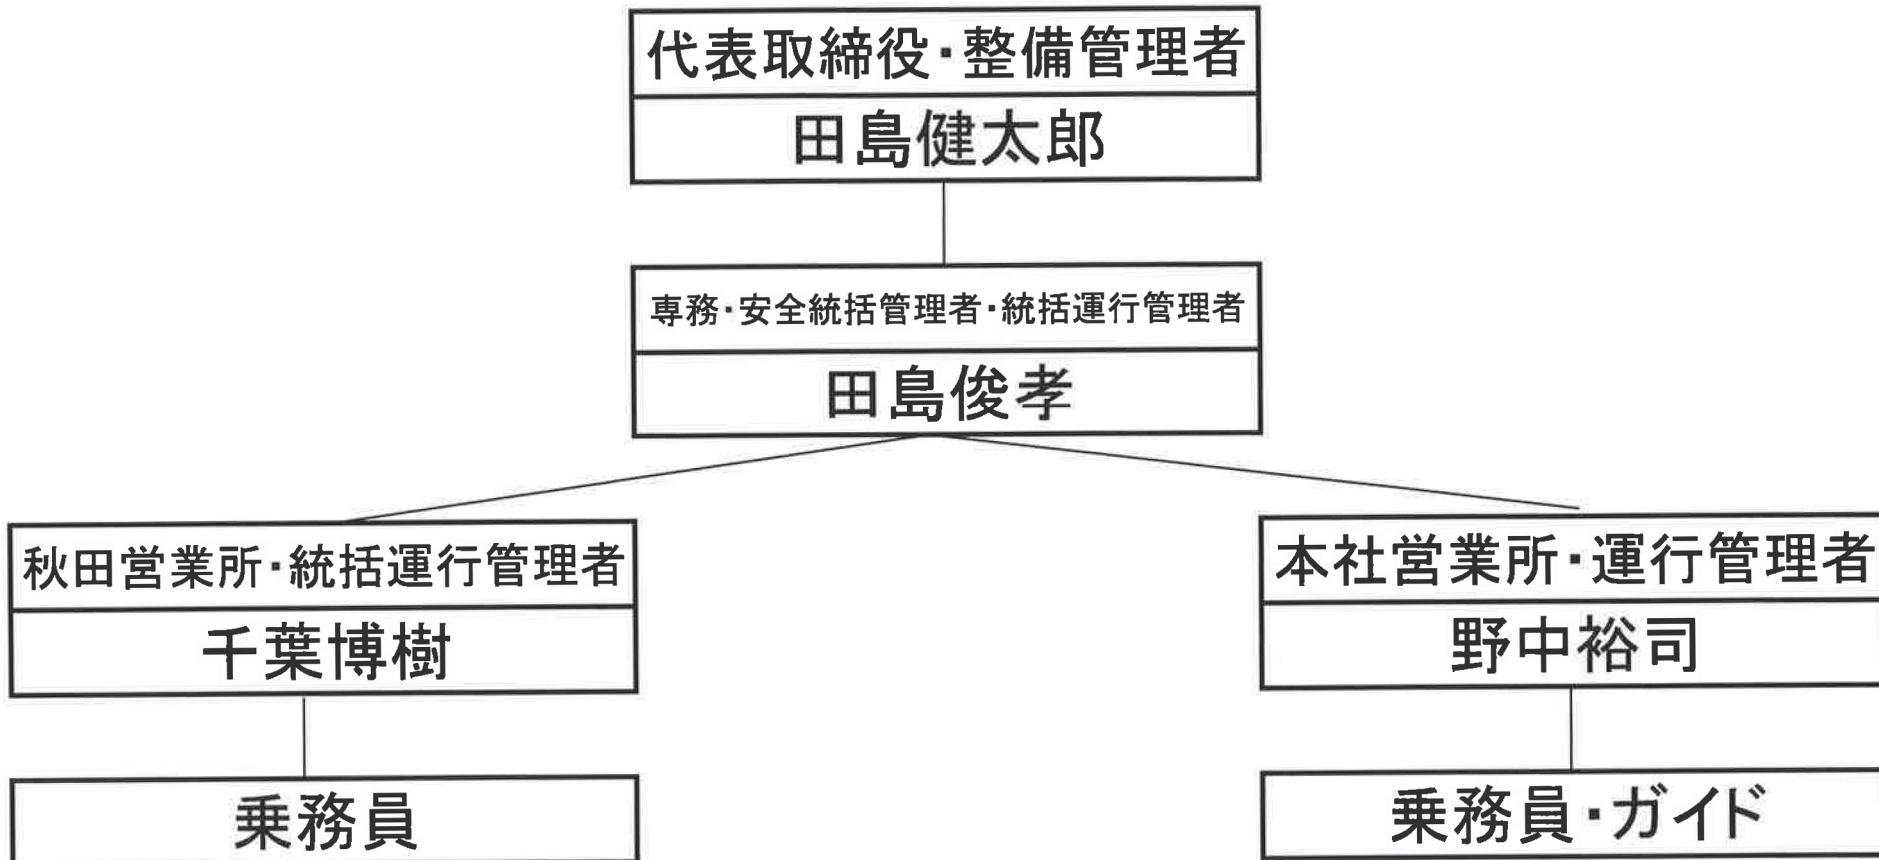 代表取締役・整備管理者
田島健太郎
専務・安全統括管理者・統括運行管理者
田島俊孝
秋田営業所・統括運行管理者
千葉博樹
本社営業所・運行管理者
野中裕司
乗務員
乗務員・ガイド